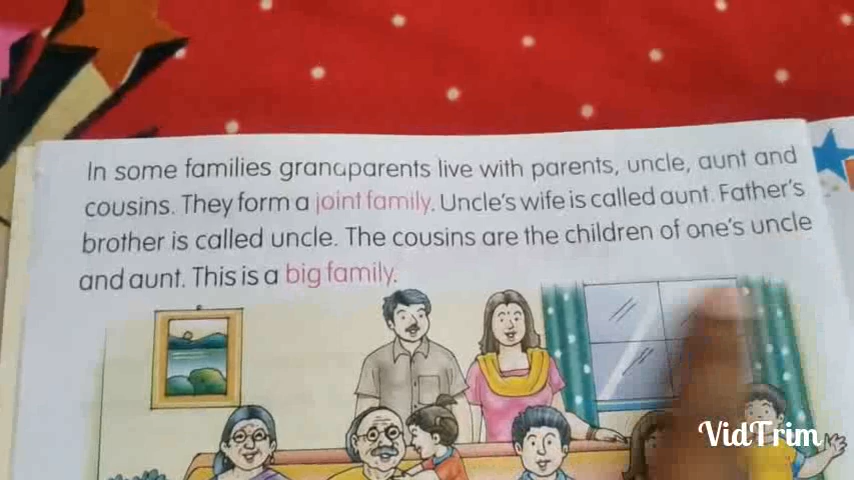 In some families grandparents live with parents, uncle, aunt and
cousins. They form a joint family. Uncle's wife is called aunt. Father's
brother is called uncle. The cousins are the children of one's uncle
and aunt. This is a big family.
VidTrim